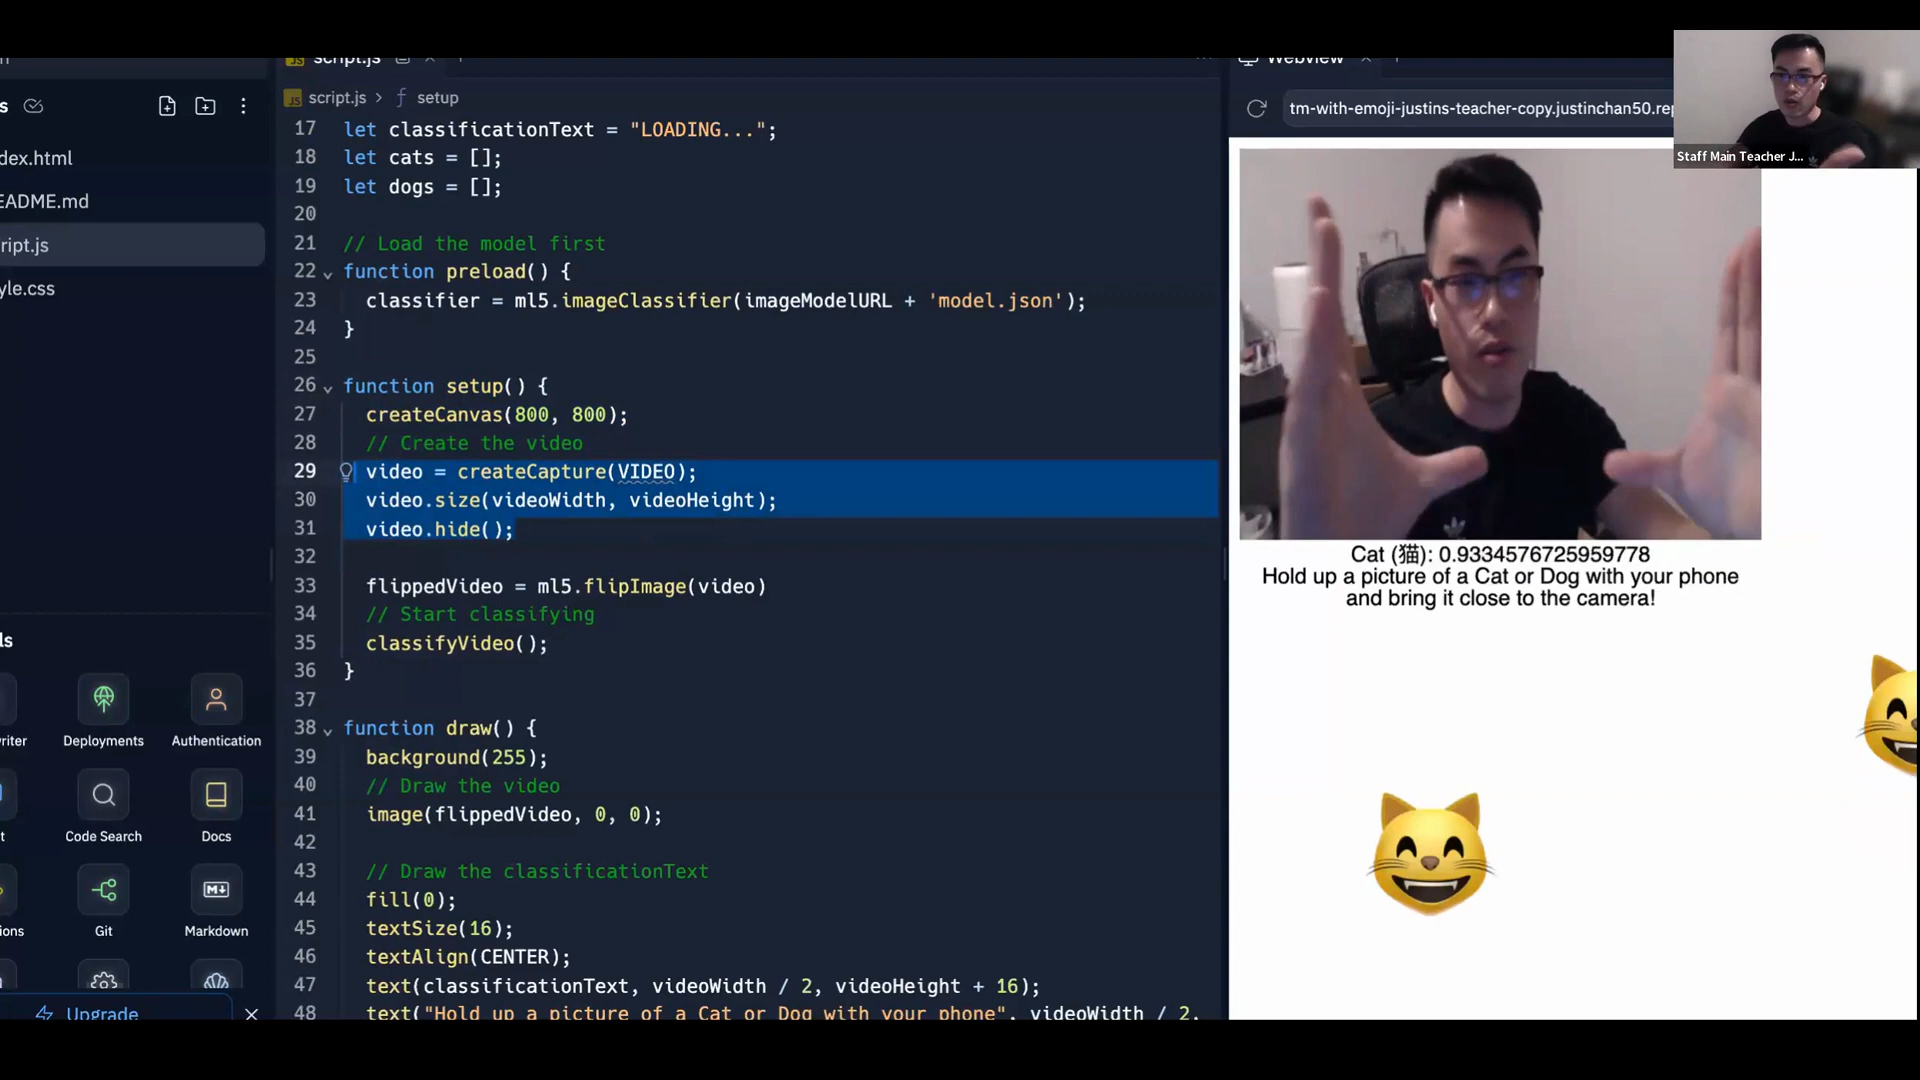 s
dex.html
EADME.md
ript.js
yle.css
ls
riter
Deployments
Authentication
t
Code Search
Docs
ions
Git
Markdown
Upgrade
script.js
script.js > setup
17 let classificationText = "LOADING...";
18 let cats = [];
19 let dogs = [];
20
21 // Load the model first
22 function preload() {
23 classifier = ml5.imageClassifier(imageModelURL + 'model.json');
24 }
25
26 function setup() {
27 createCanvas(800, 800);
28 // Create the video
29 video = createCapture(VIDEO);
30 video.size(videoWidth, videoHeight);
31 video.hide();
32
33 flippedVideo = ml5.flipImage(video)
34 // Start classifying
35 classifyVideo();
36 }
37
38 function draw() {
39 background(255);
40 // Draw the video
41 image(flippedVideo, 0, 0);
42
43 // Draw the classificationText
44 fill(0);
45 textSize(16);
46 textAlign(CENTER);
47 text(classificationText, videoWidth / 2, videoHeight + 16);
48 text("Hold up a picture of a Cat or Dog with your phone", videoWidth / 2,
Webview
tm-with-emoji-justins-teacher-copy.justinchan50.rep
Staff Main Teacher J...
Cat (猫): 0.9334576725959778
Hold up a picture of a Cat or Dog with your phone
and bring it close to the camera!